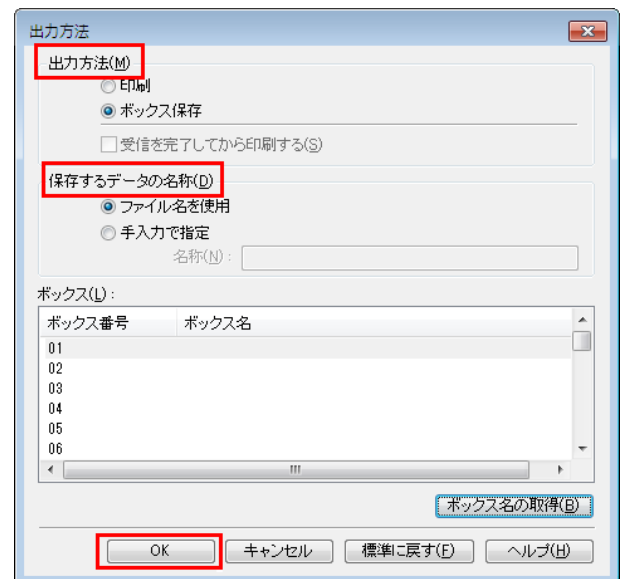 出力方法
出力方法(M)
印刷
ボックス保存
受信を完了してから印刷する(S)
保存するデータの名称(D)
ファイル名を使用
手入力で指定
名称(N):
ボックス(L):
ボックス番号 ボックス名
01
02
03
04
05
06
ボックス名の取得(B)
OK キャンセル 標準に戻す(F) ヘルプ(H)